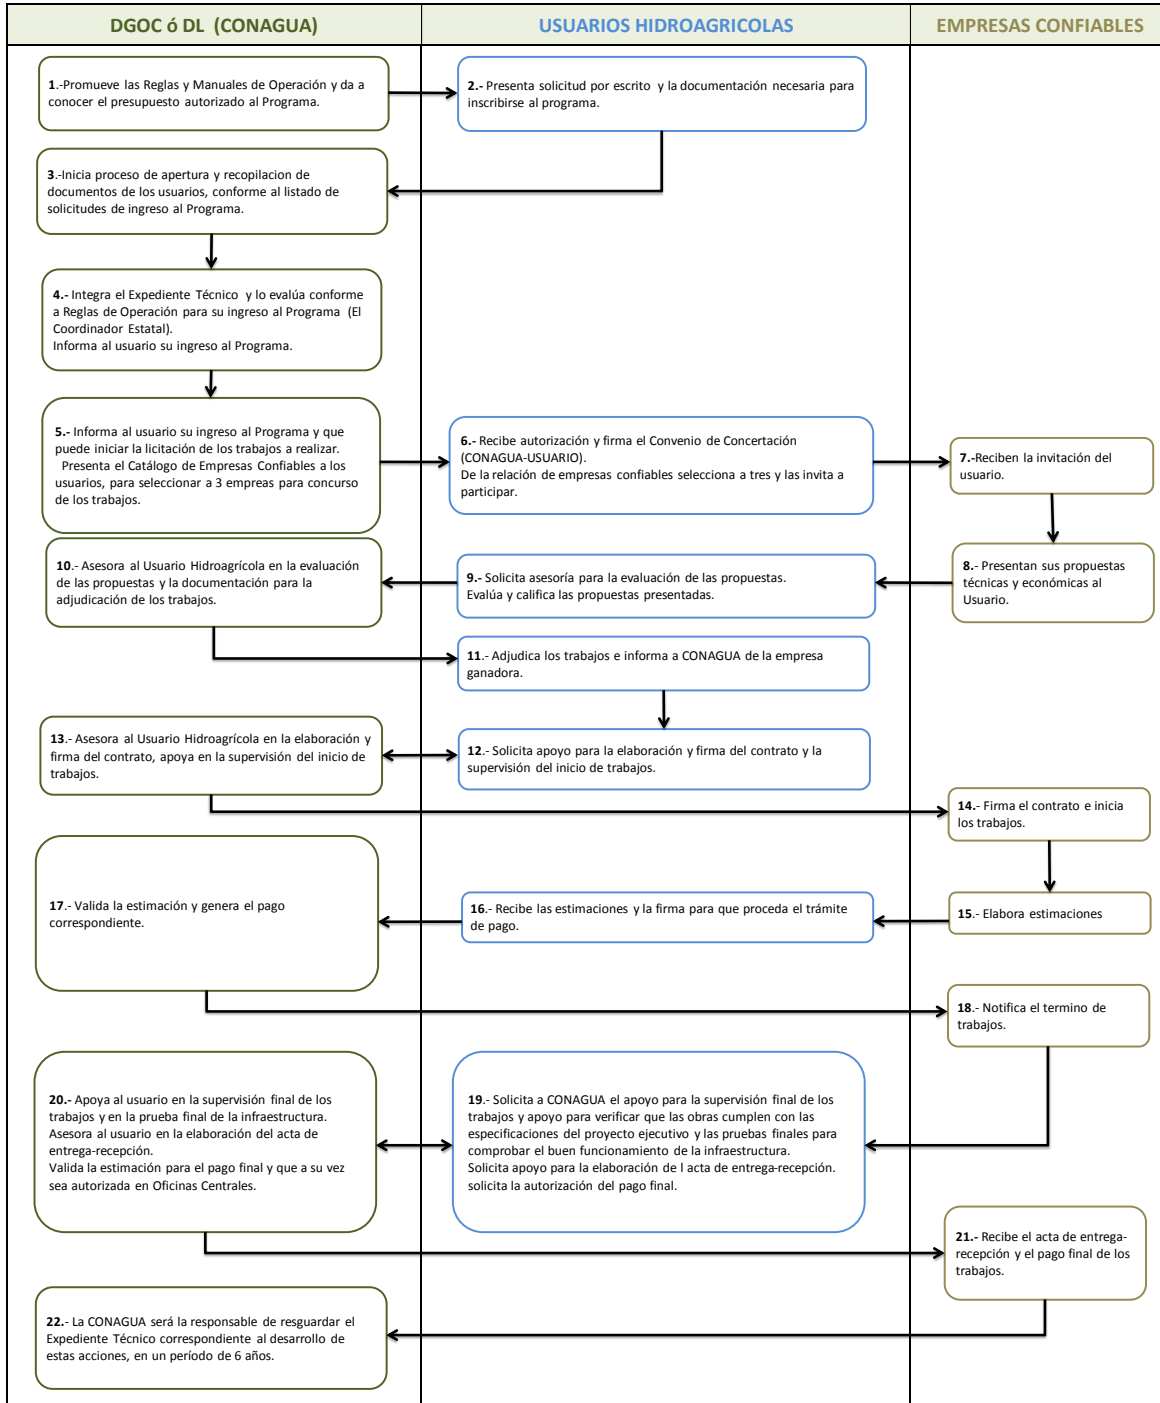 DGOC ó DL (CONAGUA)
USUARIOS HIDROAGRICOLAS
EMPRESAS CONFIABLES
1.-Promueve las Reglas y Manuales de Operación y da a
conocer el presupuesto autorizado al Programa.
2.- Presenta solicitud por escrito y la documentación necesaria para
inscribirse al programa.
3.-Inicia proceso de apertura y recopilacion de
documentos de los usuarios, conforme al listado de
solicitudes de ingreso al Programa.
4.- Integra el Expediente Técnico y lo evalúa conforme
a Reglas de Operación para su ingreso al Programa (El
Coordinador Estatal).
Informa al usuario su ingreso al Programa.
5.- Informa al usuario su ingreso al Programa y que
puede iniciar la licitación de los trabajos a realizar.
Presenta el Catálogo de Empresas Confiables a los
usuarios, para seleccionar a 3 empreas para concurso
de los trabajos.
6.- Recibe autorización y firma el Convenio de Concertación
(CONAGUA-USUARIO).
De la relación de empresas confiables selecciona a tres y las invita a
participar.
7.-Reciben la invitación del
usuario.
8.- Presentan sus propuestas
técnicas y económicas al
Usuario.
9.- Solicita asesoría para la evaluación de las propuestas.
Evalúa y califica las propuestas presentadas.
10.- Asesora al Usuario Hidroagrícola en la evaluación
de las propuestas y la documentación para la
adjudicación de los trabajos.
11.- Adjudica los trabajos e informa a CONAGUA de la empresa
ganadora.
12.- Solicita apoyo para la elaboración y firma del contrato y la
supervisión del inicio de trabajos.
13.- Asesora al Usuario Hidroagrícola en la elaboración y
firma del contrato, apoya en la supervisión del inicio de
trabajos.
14.- Firma el contrato e inicia
los trabajos.
15.- Elabora estimaciones
16.- Recibe las estimaciones y la firma para que proceda el trámite
de pago.
17.- Valida la estimación y genera el pago
correspondiente.
18.- Notifica el termino de
trabajos.
19.- Solicita a CONAGUA el apoyo para la supervisión final de los
trabajos y apoyo para verificar que las obras cumplen con las
especificaciones del proyecto ejecutivo y las pruebas finales para
comprobar el buen funcionamiento de la infraestructura.
Solicita apoyo para la elaboración de l acta de entrega-recepción.
solicita la autorización del pago final.
20.- Apoya al usuario en la supervisión final de los
trabajos y en la prueba final de la infraestructura.
Asesora al usuario en la elaboración del acta de
entrega-recepción.
Valida la estimación para el pago final y que a su vez
sea autorizada en Oficinas Centrales.
21.- Recibe el acta de entrega-
recepción y el pago final de los
trabajos.
22.- La CONAGUA será la responsable de resguardar el
Expediente Técnico correspondiente al desarrollo de
estas acciones, en un período de 6 años.